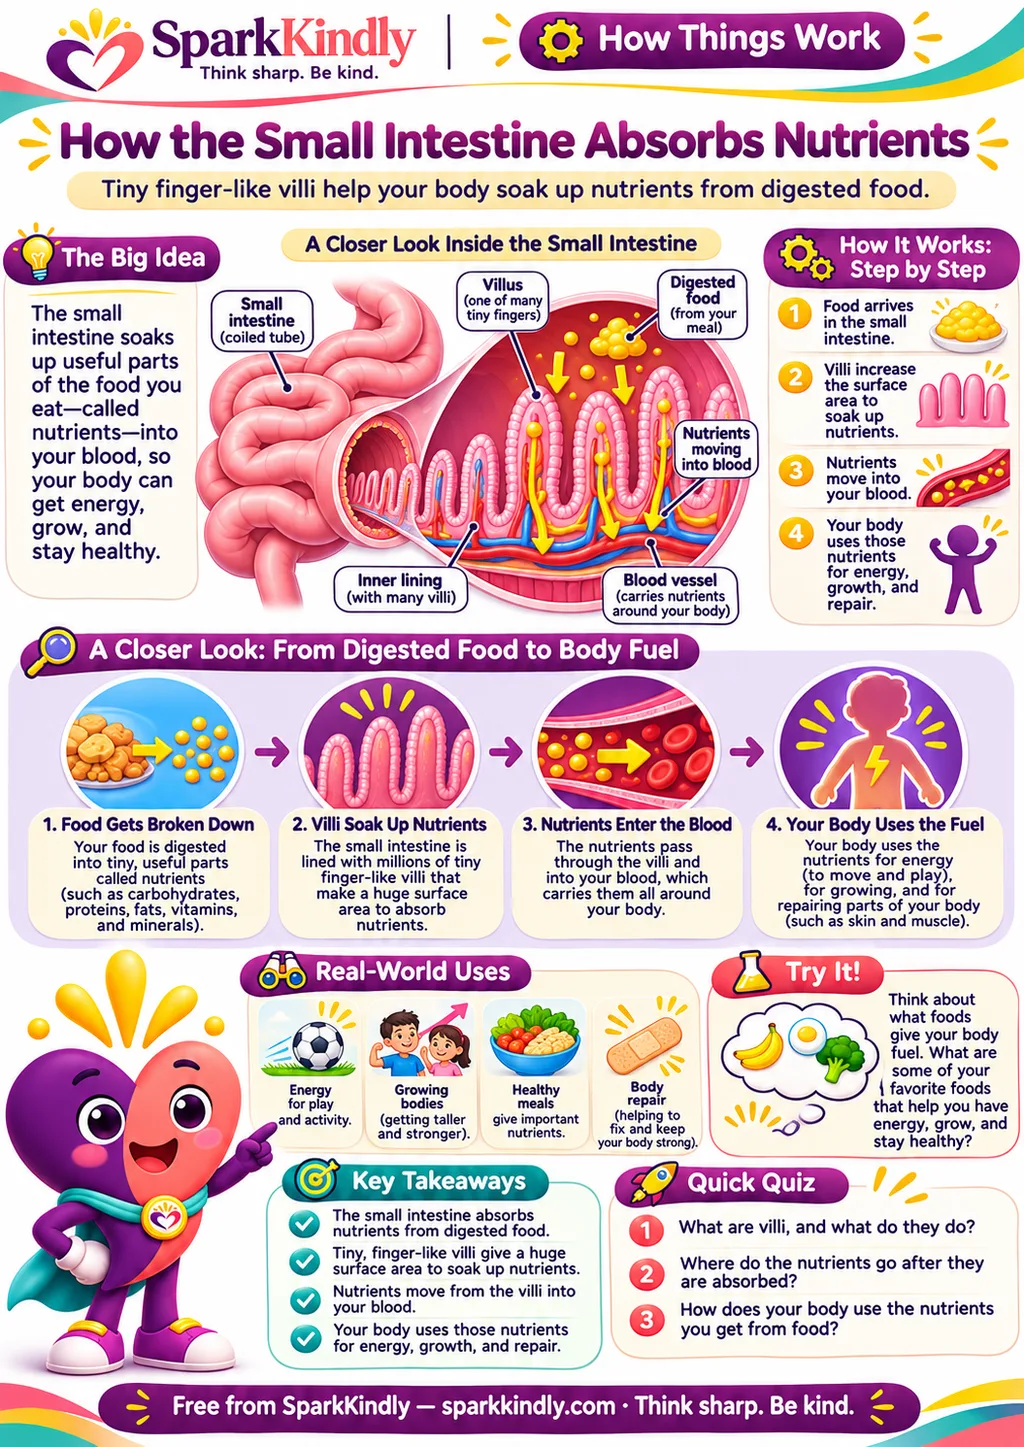 SparkKindly
Think sharp. Be kind.
How Things Work
How the Small Intestine Absorbs Nutrients
Tiny finger-like villi help your body soak up nutrients from digested food.
The Big Idea
The small
intestine soaks
up useful parts
of the food you
eat—called
nutrients—into
your blood, so
your body can
get energy,
grow, and
stay healthy.
A Closer Look Inside the Small Intestine
Small
intestine
(coiled tube)
Villus
(one of many
tiny fingers)
Digested
food
(from your
meal)
Nutrients
moving
into blood
Inner lining
(with many villi)
Blood vessel
(carries nutrients
around your body)
How It Works:
Step by Step
1
Food arrives
in the small
intestine.
2
Villi increase
the surface
area to
soak up
nutrients.
3
Nutrients
move into
your blood.
4
Your body
uses those
nutrients
for energy,
growth, and
repair.
A Closer Look: From Digested Food to Body Fuel
1. Food Gets Broken Down
Your food is digested
into tiny, useful parts
called nutrients
(such as carbohydrates,
proteins, fats, vitamins,
and minerals).
2. Villi Soak Up Nutrients
The small intestine is
lined with millions of tiny
finger-like villi that
make a huge surface
area to absorb
nutrients.
3. Nutrients Enter the Blood
The nutrients pass
through the villi and
into your blood, which
carries them all around
your body.
4. Your Body Uses the Fuel
Your body uses the
nutrients for energy
(to move and play),
for growing, and for
repairing parts of your body
(such as skin and muscle).
Real-World Uses
Energy
for play
and activity.
Growing
bodies
(getting taller
and stronger).
Healthy
meals
give important
nutrients.
Body
repair
(helping to
fix and keep
your body strong).
Try It!
Think about
what foods
give your body
fuel. What are
some of your
favorite foods
that help you have
energy, grow, and
stay healthy?
Key Takeaways
The small intestine absorbs
nutrients from digested food.
Tiny, finger-like villi give a huge
surface area to soak up nutrients.
Nutrients move from the villi into
your blood.
Your body uses those nutrients
for energy, growth, and repair.
Quick Quiz
1 What are villi, and what do they do?
2 Where do the nutrients go after they
are absorbed?
3 How does your body use the nutrients
you get from food?
Free from SparkKindly — sparkkindly.com · Think sharp. Be kind.